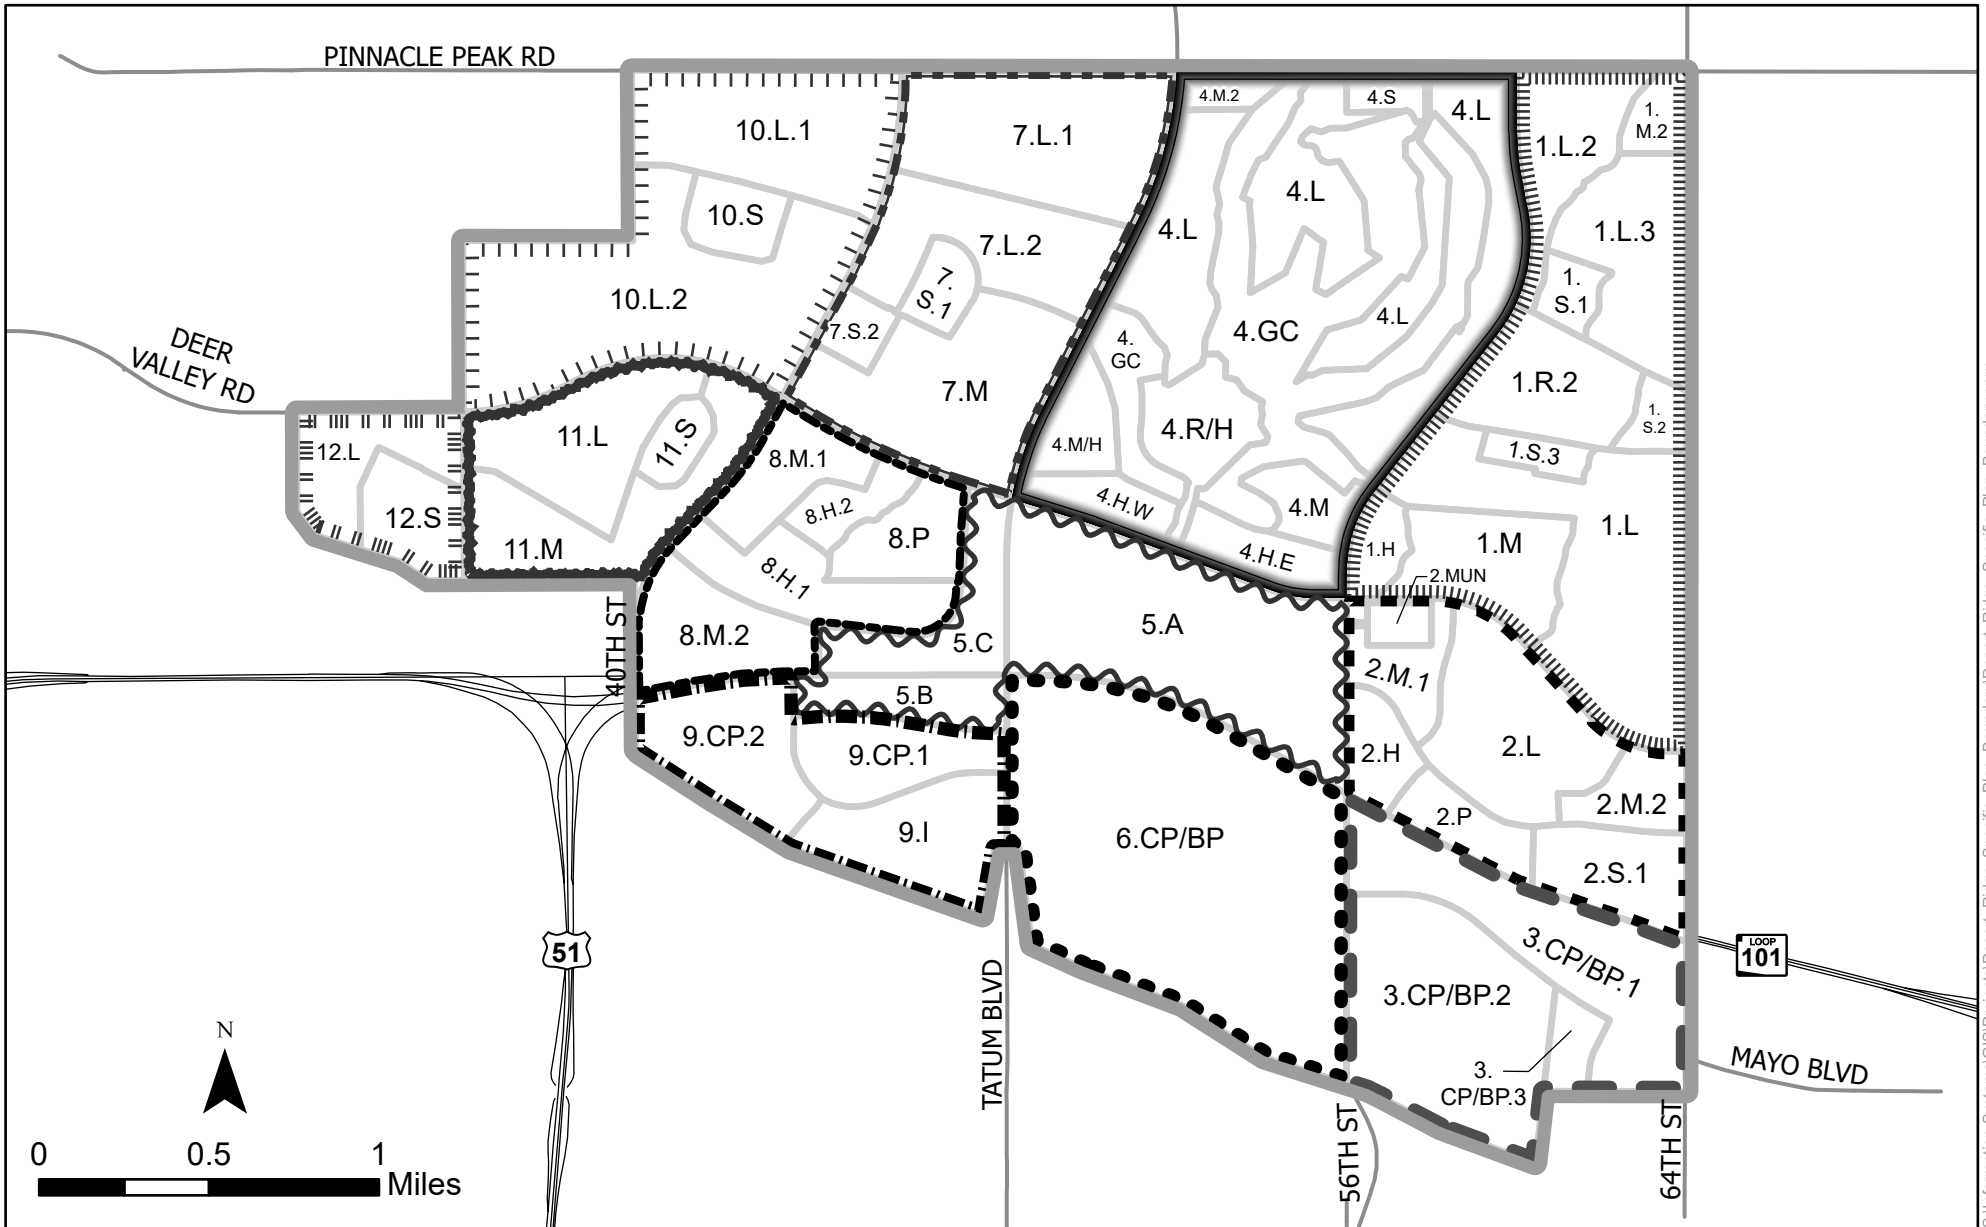 PINNACLE PEAK RD
10.L.1
7.L.1
4.M.2
4.S
4.L
1.L.2
1.
M.2
10.S
7.L.2
4.L
4.L
1.L.3
10.L.2
7.
S.1
7.S.2
4.GC
4.L
1.
S.1
DEER
VALLEY RD
4.
GC
7.M
1.R.2
1.
S.2
12.L
11.L
11.S
8.M.1
4.M/H
4.R/H
1.S.3
12.S
11.M
8.H.2
8.P
4.H.W
4.M
1.L
8.H.1
4.H.E
1.H
1.M
2.MUN
40TH ST
8.M.2
5.C
5.A
2.M.1
5.B
9.CP.2
9.CP.1
2.H
2.L
9.I
6.CP/BP
2.P
2.M.2
2.S.1
51
TATUM BLVD
3.CP/BP.1
LOOP
101
3.CP/BP.2
3.
CP/BP.3
MAYO BLVD
56TH ST
64TH ST
N
0 0.5 1
Miles